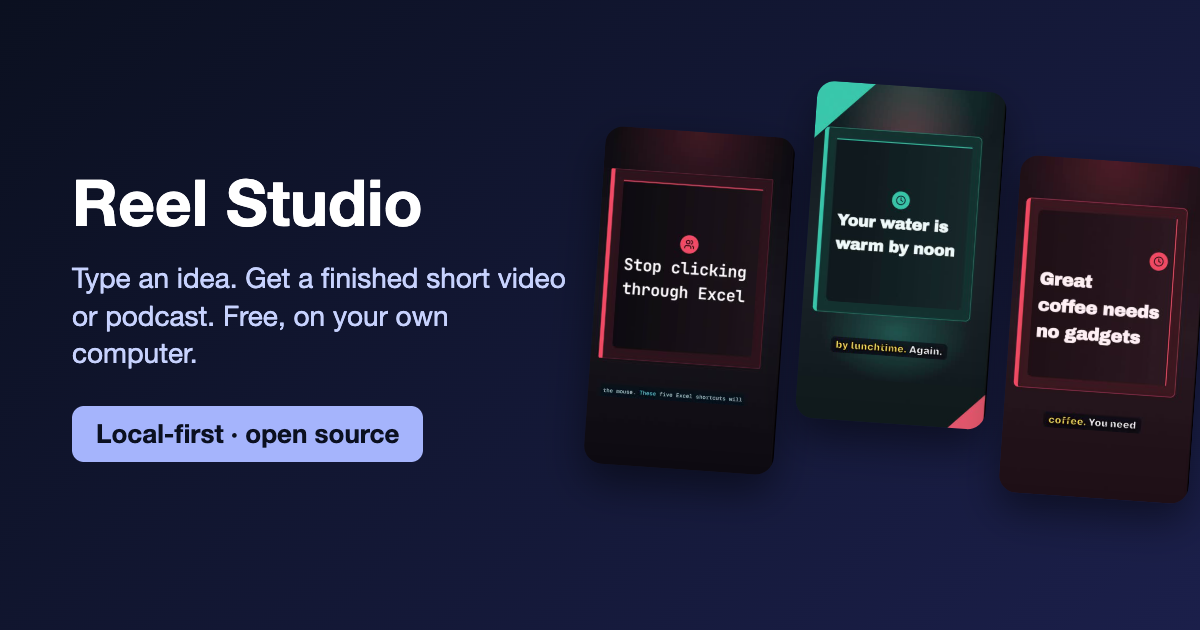 Reel Studio
Type an idea. Get a finished short video
or podcast. Free, on your own
computer.
Local-first · open source
Stop clicking
through Excel
the mouse. These five Excel shortcuts will
Your water is
warm by noon
by lunchtime. Again.
Great
coffee needs
no gadgets
coffee. You need